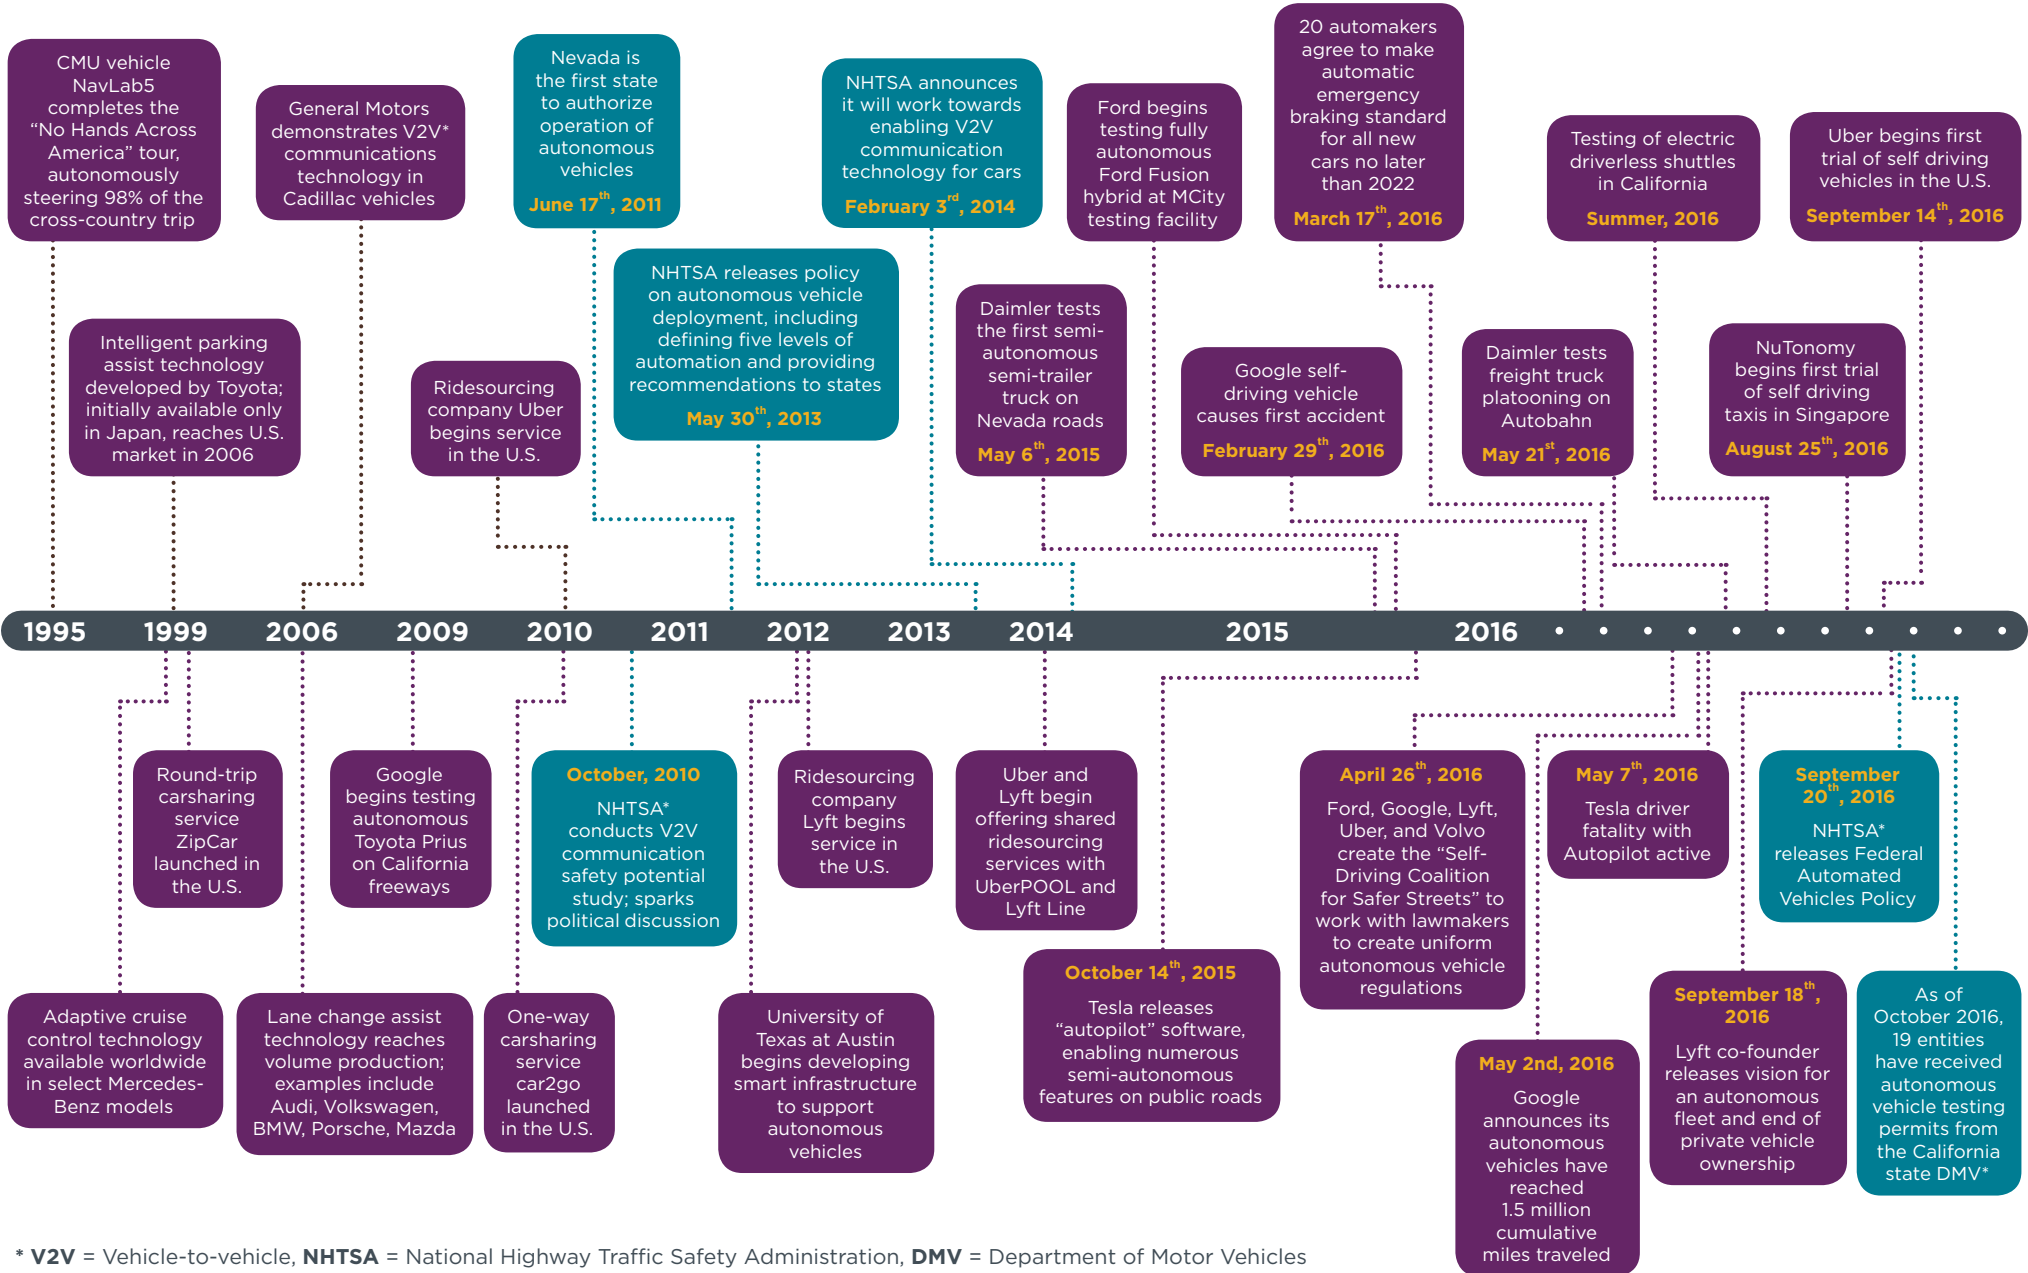 CMU vehicle
NavLab5
completes the
“No Hands Across
America” tour,
autonomously
steering 98% of the
cross-country trip
Intelligent parking
assist technology
developed by Toyota;
initially available only
in Japan, reaches U.S.
market in 2006
General Motors
demonstrates V2V*
communications
technology in
Cadillac vehicles
Ridesourcing
company Uber
begins service
in the U.S.
Nevada is
the first state
to authorize
operation of
autonomous
vehicles
June 17th, 2011
NHTSA releases policy
on autonomous vehicle
deployment, including
defining five levels of
automation and providing
recommendations to states
May 30th, 2013
NHTSA announces
it will work towards
enabling V2V
communication
technology for cars
February 3rd, 2014
Daimler tests
the first semi-
autonomous
semi-trailer
truck on
Nevada roads
May 6th, 2015
Ford begins
testing fully
autonomous
Ford Fusion
hybrid at MCity
testing facility
Google self-
driving vehicle
causes first accident
February 29th, 2016
20 automakers
agree to make
automatic
emergency
braking standard
for all new
cars no later
than 2022
March 17th, 2016
Daimler tests
freight truck
platooning on
Autobahn
May 21st, 2016
Testing of electric
driverless shuttles
in California
Summer, 2016
NuTonomy
begins first trial
of self driving
taxis in Singapore
August 25th, 2016
Uber begins first
trial of self driving
vehicles in the U.S.
September 14th, 2016
1995 1999 2006 2009 2010 2011 2012 2013 2014 2015 2016
Adaptive cruise
control technology
available worldwide
in select Mercedes-
Benz models
Round-trip
carsharing
service
ZipCar
launched in
the U.S.
Lane change assist
technology reaches
volume production;
examples include
Audi, Volkswagen,
BMW, Porsche, Mazda
Google
begins testing
autonomous
Toyota Prius
on California
freeways
One-way
carsharing
service
car2go
launched
in the U.S.
October, 2010
NHTSA*
conducts V2V
communication
safety potential
study; sparks
political discussion
University of
Texas at Austin
begins developing
smart infrastructure
to support
autonomous
vehicles
Ridesourcing
company
Lyft begins
service in
the U.S.
Uber and
Lyft begin
offering shared
ridesourcing
services with
UberPOOL and
Lyft Line
October 14th, 2015
Tesla releases
“autopilot” software,
enabling numerous
semi-autonomous
features on public roads
April 26th, 2016
Ford, Google, Lyft,
Uber, and Volvo
create the “Self-
Driving Coalition
for Safer Streets” to
work with lawmakers
to create uniform
autonomous vehicle
regulations
May 2nd, 2016
Google
announces its
autonomous
vehicles have
reached
1.5 million
cumulative
miles traveled
May 7th, 2016
Tesla driver
fatality with
Autopilot active
September 18th,
2016
Lyft co-founder
releases vision for
an autonomous
fleet and end of
private vehicle
ownership
September
20th, 2016
NHTSA*
releases Federal
Automated
Vehicles Policy
As of
October 2016,
19 entities
have received
autonomous
vehicle testing
permits from
the California
state DMV*
* V2V = Vehicle-to-vehicle, NHTSA = National Highway Traffic Safety Administration, DMV = Department of Motor Vehicles